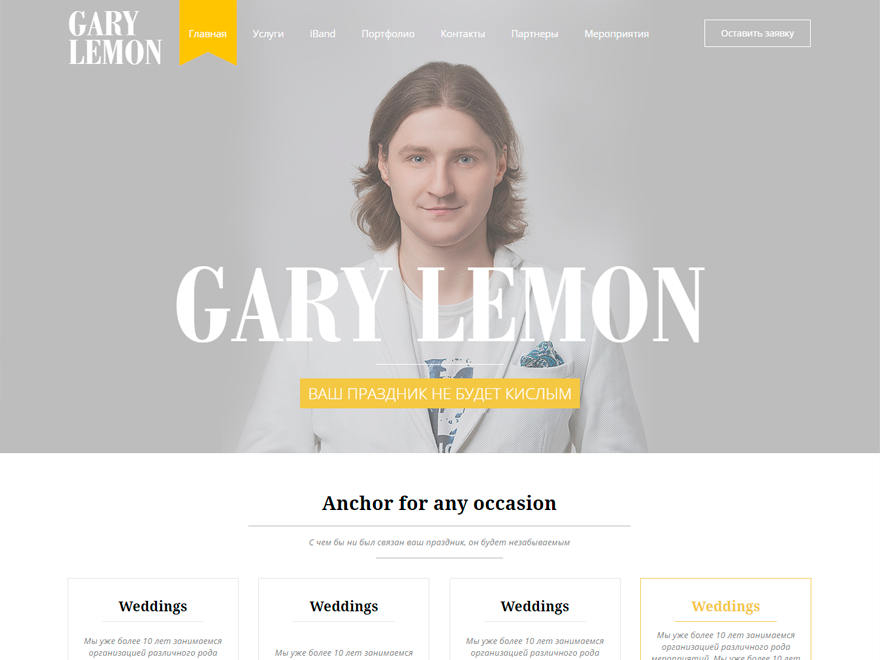 GARY
LEMON
Главная
Услуги
iBand
Портфолио
Контакты
Партнеры
Мероприятия
Оставить заявку
GARY LEMON
ВАШ ПРАЗДНИК НЕ БУДЕТ КИСЛЫМ
Anchor for any occasion
С чем бы ни был связан ваш праздник, он будет незабываемым
Weddings
Мы уже более 10 лет занимаемся
организацией различного рода
Weddings
Мы уже более 10 лет занимаемся
Weddings
Мы уже более 10 лет занимаемся
организацией различного рода
Weddings
Мы уже более 10 лет занимаемся
организацией различного рода
мероприятий. Мы уже более 10 лет